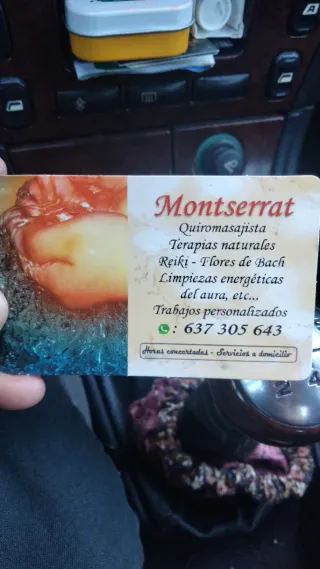 Montserrat
Quiromasajista
Terapias naturales
Reiki - Flores de Bach
Limpiezas energéticas
del aura, etc...
Trabajos personalizados
: 637 305 643
Horas concertadas - Servicios a domicilio